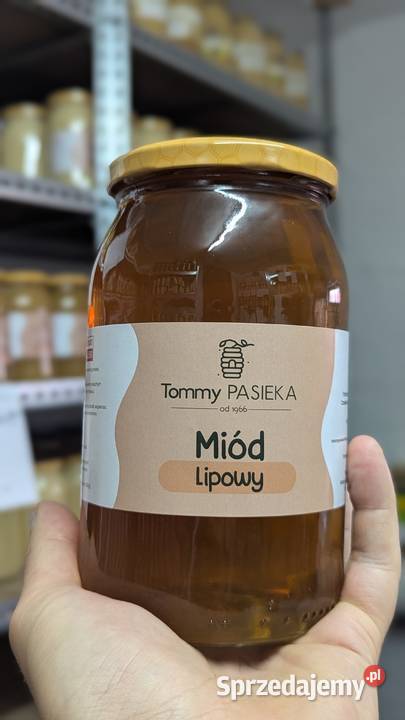 Tommy PASIEKA
od 1966
Miód
Lipowy
Sprzedajemy.pl